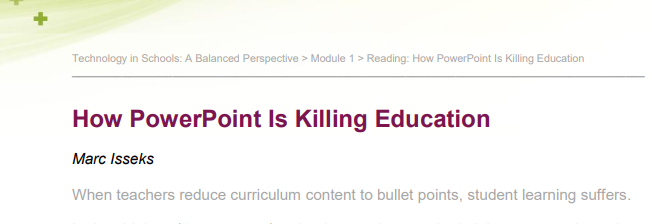 Technology in Schools: A Balanced Perspective > Module 1 > Reading: How PowerPoint Is Killing Education
How PowerPoint Is Killing Education
Marc Isseks
When teachers reduce curriculum content to bullet points, student learning suffers.